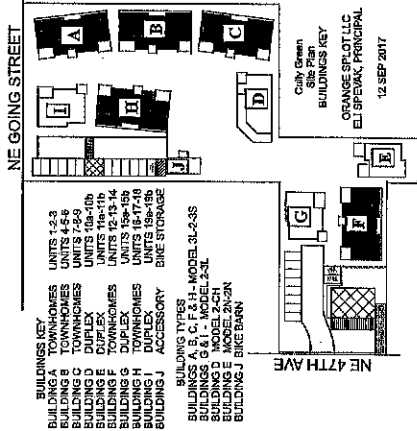 NE GOING STREET
A
B
C
I
H
D
J
G
F
E
NE 47TH AVE
Cully Green
Site Plan
BUILDINGS KEY
ORANGE SPLOT LLC
ELI SPEVAK, PRINCIPAL
12 SEP 2017
BUILDINGS KEY
BUILDING A TOWNHOMES UNITS 1-2-3
BUILDING B TOWNHOMES UNITS 4-5-6
BUILDING C TOWNHOMES UNITS 7-8-9
BUILDING D DUPLEX UNITS 10a-10b
BUILDING E DUPLEX UNITS 11a-11b
BUILDING F TOWNHOMES UNITS 12-13-14
BUILDING G DUPLEX UNITS 15a-15b
BUILDING H TOWNHOMES UNITS 16-17-18
BUILDING I DUPLEX UNITS 19a-19b
BUILDING J ACCESSORY BIKE STORAGE
BUILDING TYPES
BUILDINGS A, B, C, F & H - MODEL 3L-2-3S
BUILDINGS G & I - MODEL 2-3L
BUILDING D MODEL 2-CH
BUILDING E MODEL 2N-2R
BUILDING J BIKE BARN